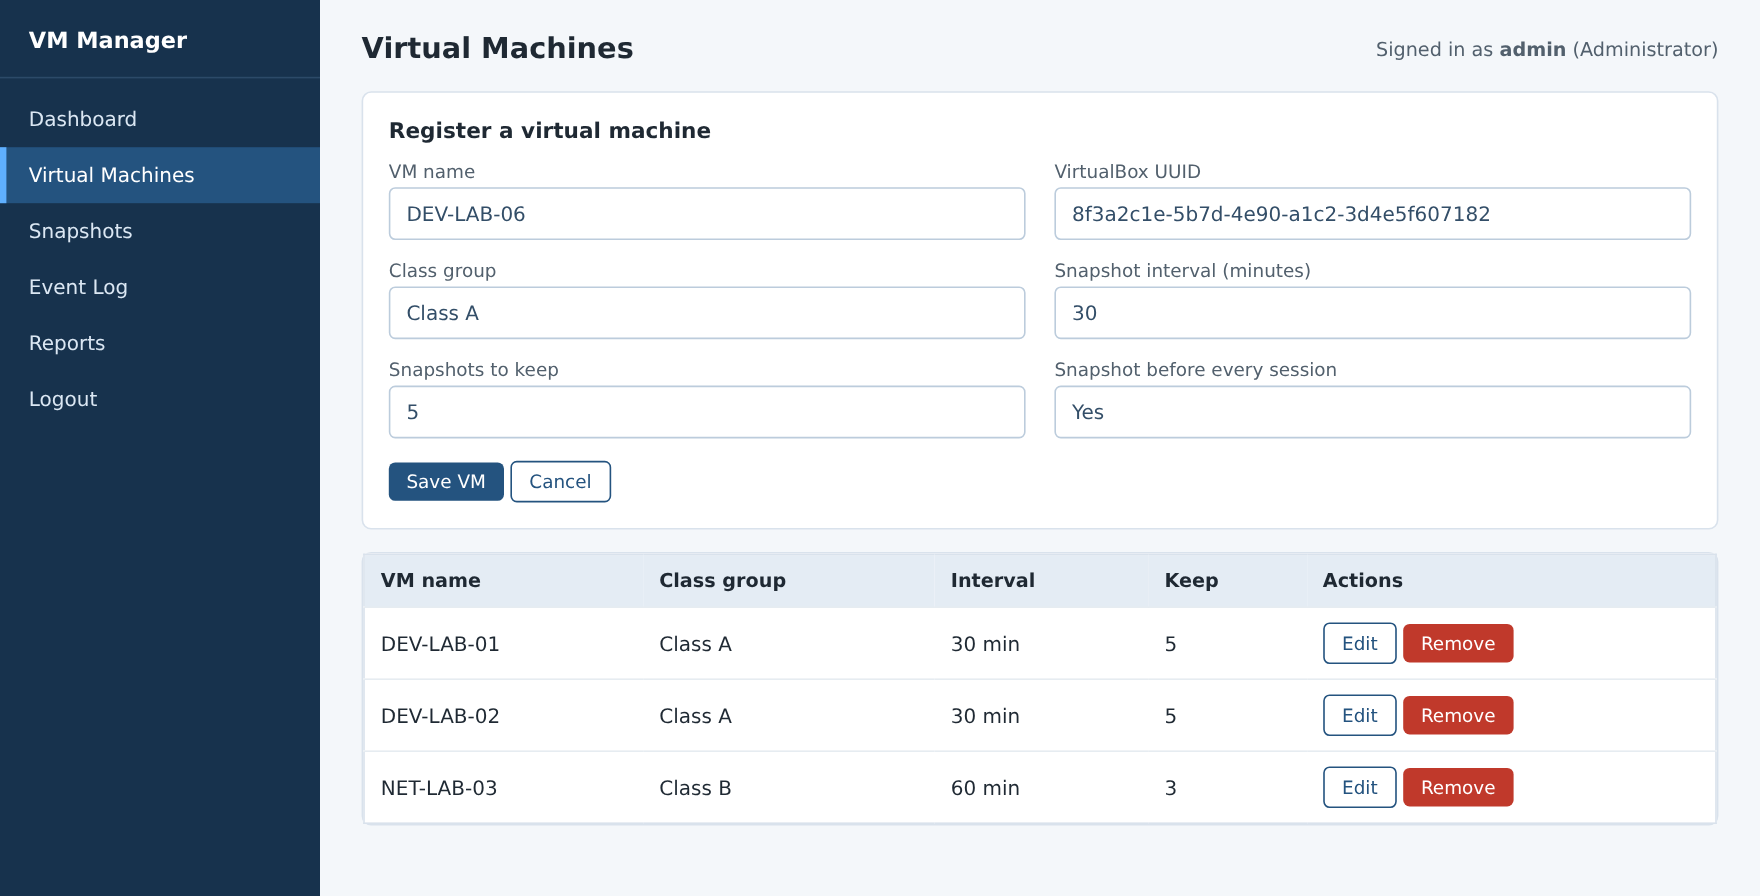 VM Manager
Dashboard
Virtual Machines
Snapshots
Event Log
Reports
Logout
Virtual Machines
Signed in as admin (Administrator)
Register a virtual machine
VM name
VirtualBox UUID
DEV-LAB-06
8f3a2c1e-5b7d-4e90-a1c2-3d4e5f607182
Class group
Snapshot interval (minutes)
Class A
30
Snapshots to keep
Snapshot before every session
5
Yes
Save VM
Cancel
VM name Class group Interval Keep Actions
DEV-LAB-01 Class A 30 min 5 Edit Remove
DEV-LAB-02 Class A 30 min 5 Edit Remove
NET-LAB-03 Class B 60 min 3 Edit Remove